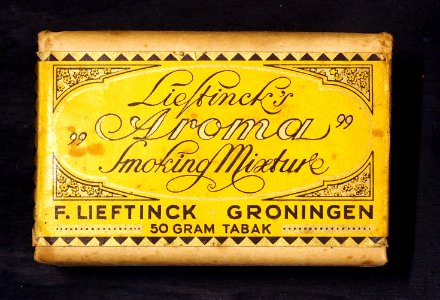 Lieftinck's
„Aroma”
Smoking Mixture
F. LIEFTINCK GRONINGEN
50 GRAM TABAK